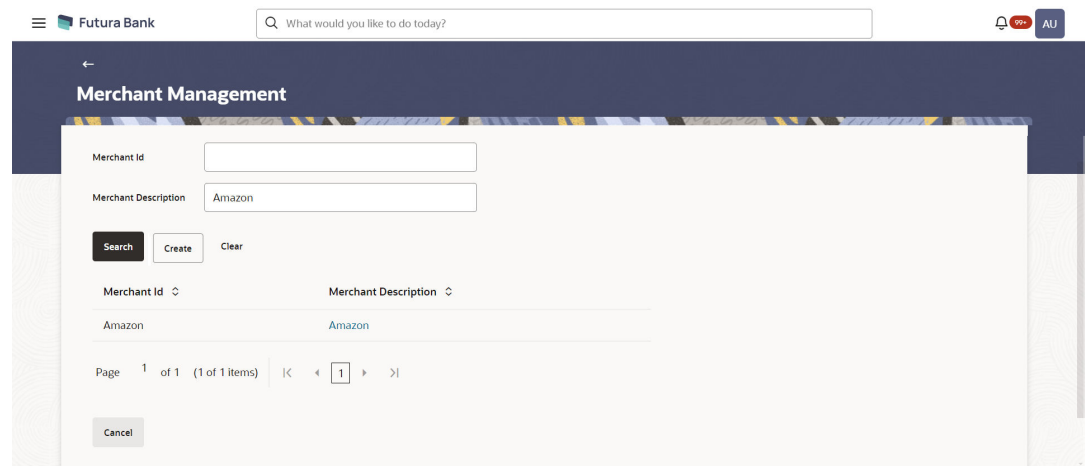 Futura Bank What would you like to do today? 99+ AU
Merchant Management
Merchant Id
Merchant Description Amazon
Search Create Clear
Merchant Id Merchant Description
Amazon Amazon
Page 1 of 1 (1 of 1 items) 1
Cancel